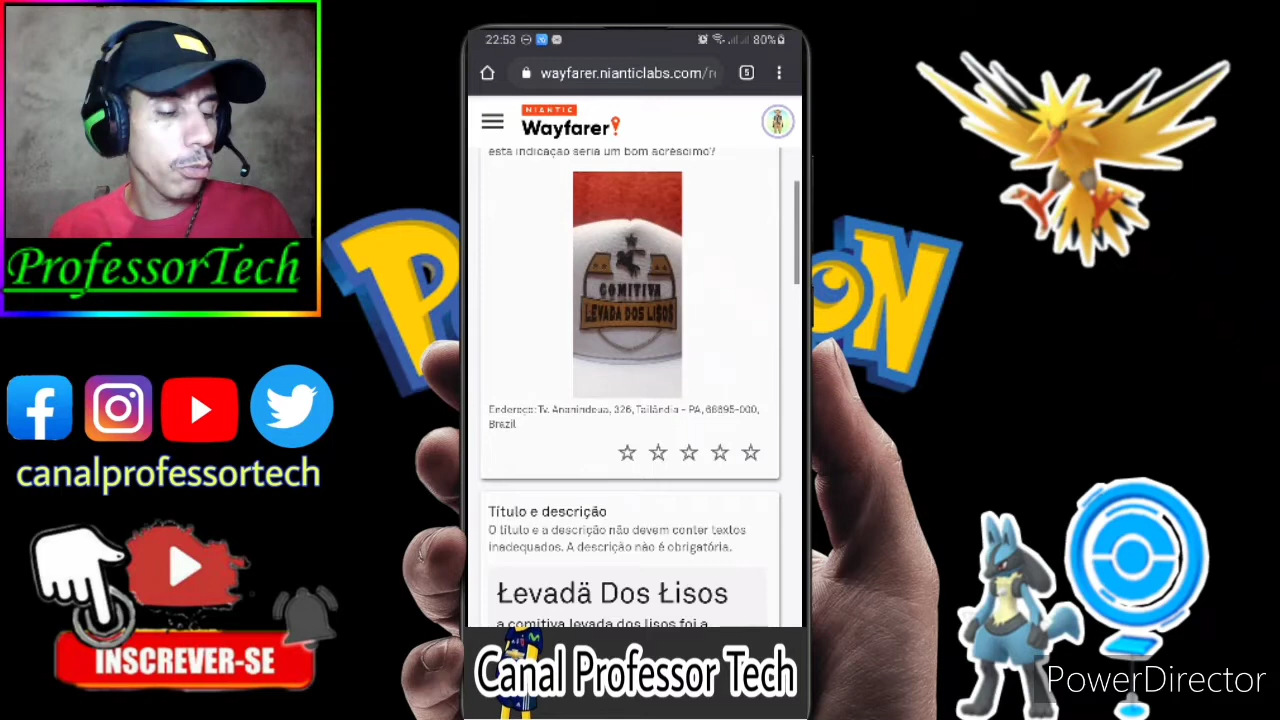 ProfessorTech
canalprofessortech
INSCREVER-SE
22:53
80%
wayfarer.nianticlabs.com/re
5
NIANTIC
Wayfarer
esta indicação seria um bom acréscimo?
COMITIVA
LEVADA DOS LISOS
Endereço: Tv. Ananindeua, 326, Tailândia - PA, 68695-000,
Brazil
Título e descrição
O título e a descrição não devem conter textos
inadequados. A descrição não é obrigatória.
Łevadä Dos Łisos
a comitiva levada dos lisos foi a
Canal Professor Tech
PowerDirector